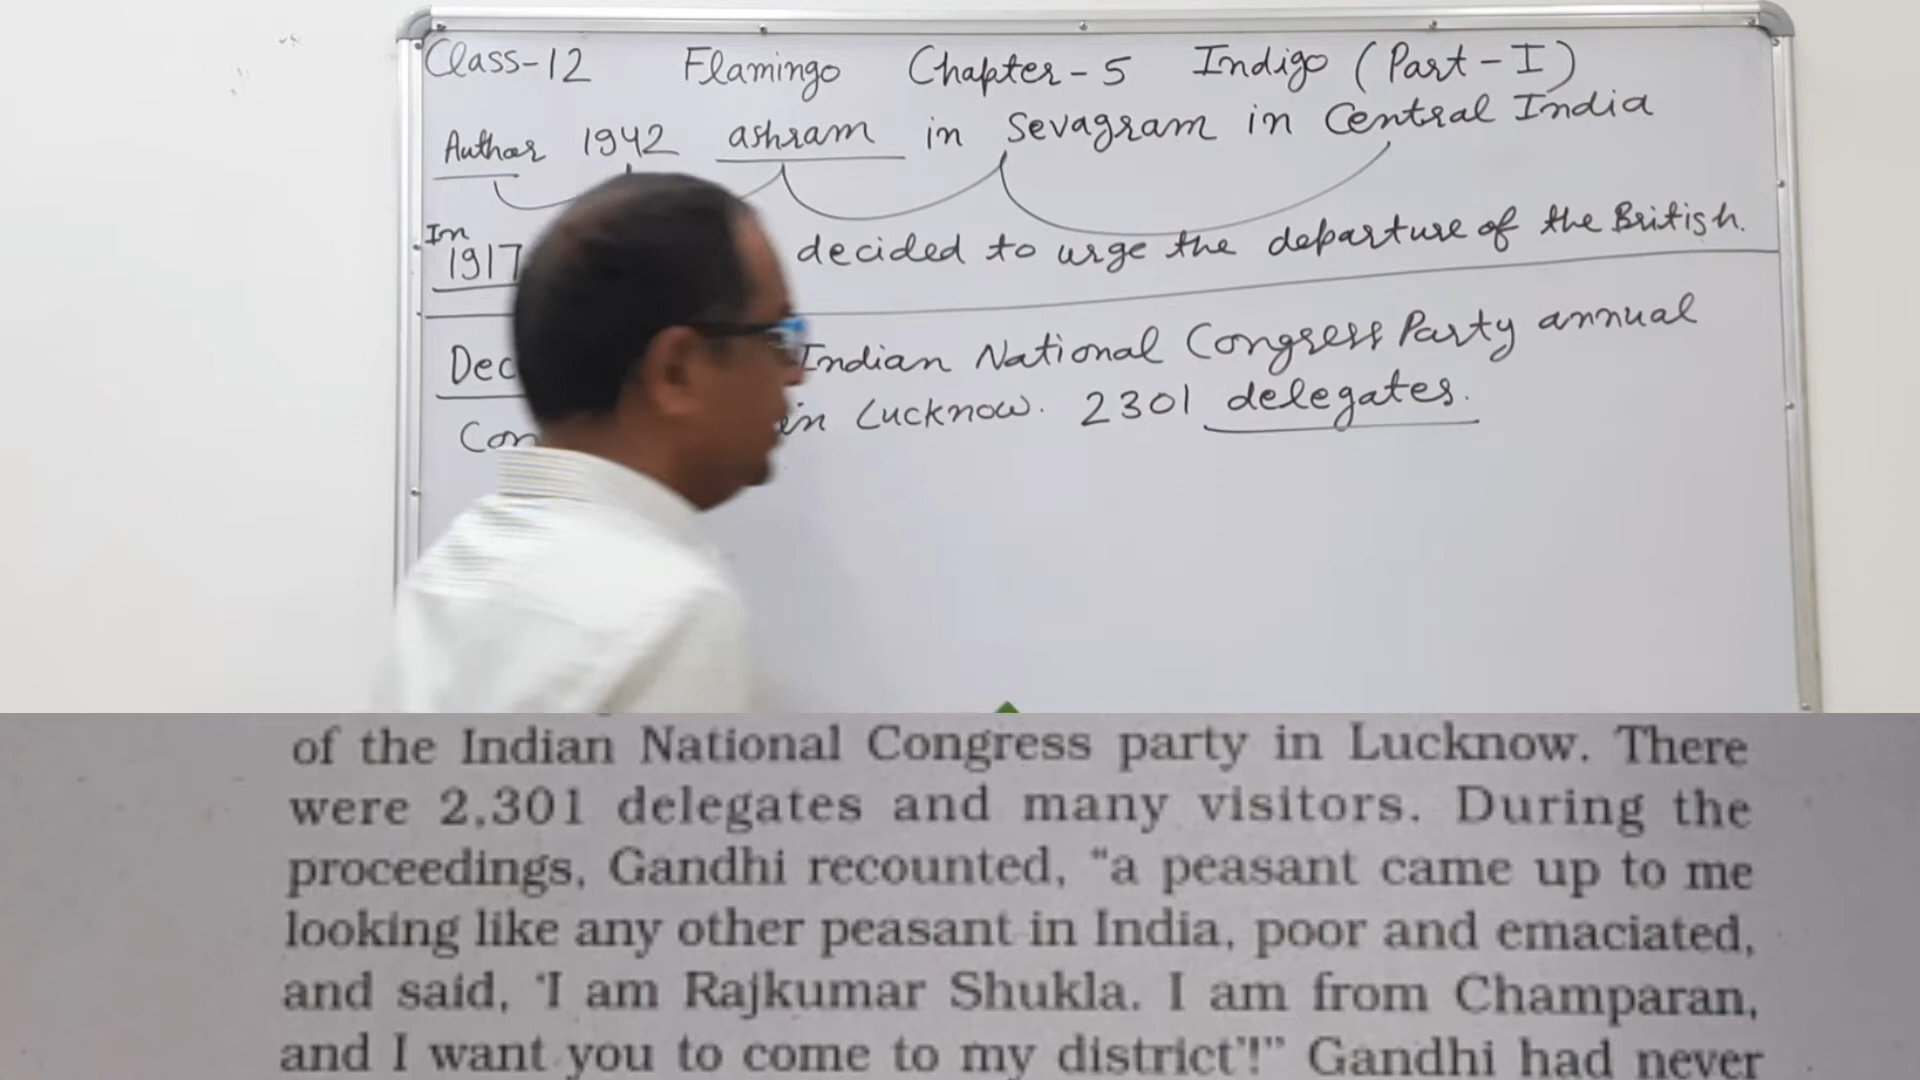 Class-12 Flamingo Chapter-5 Indigo (Part-I)
Author 1942 ashram in Sevagram in Central India
In
1917 decided to urge the departure of the British.
Dec Indian National Congress Party annual
Con in Lucknow. 2301 delegates.
of the Indian National Congress party in Lucknow. There
were 2,301 delegates and many visitors. During the
proceedings, Gandhi recounted, “a peasant came up to me
looking like any other peasant in India, poor and emaciated,
and said, ‘I am Rajkumar Shukla. I am from Champaran,
and I want you to come to my district’!” Gandhi had never